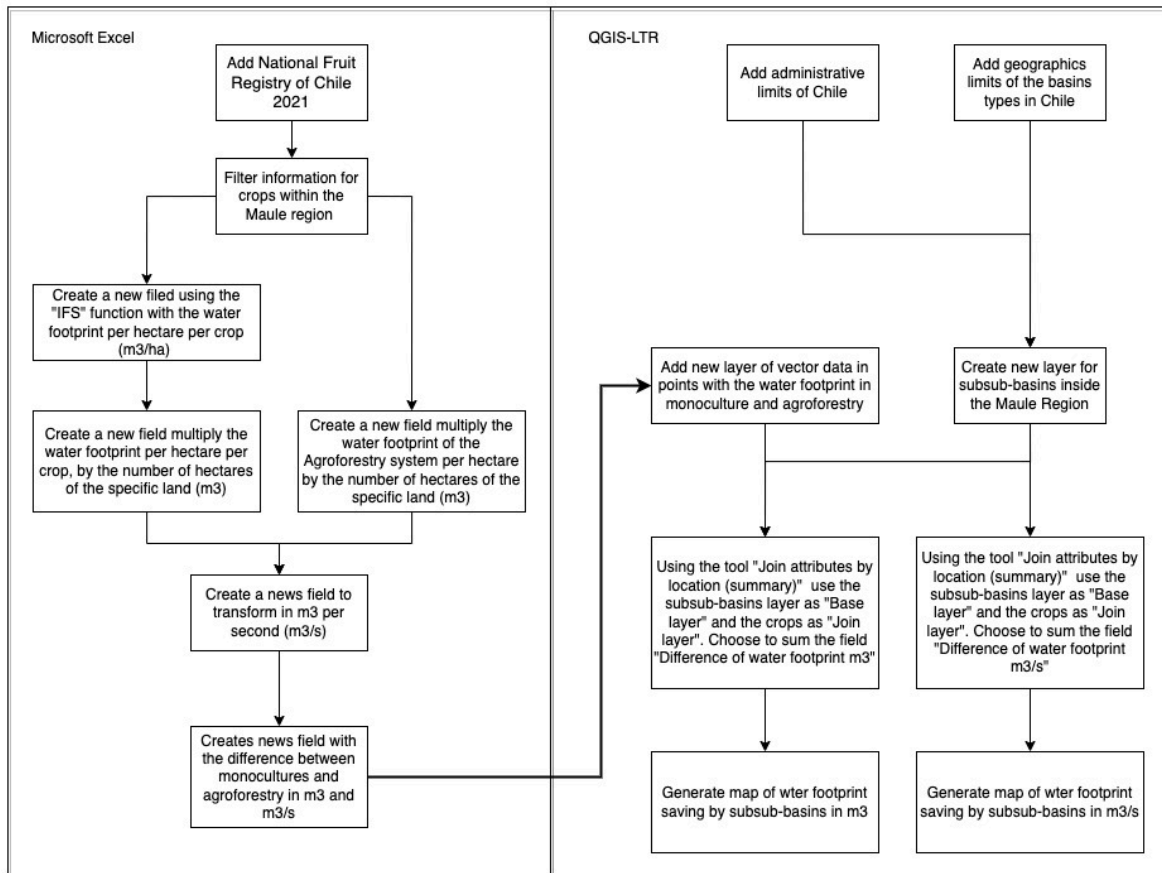 Microsoft Excel
Add National Fruit
Registry of Chile
2021
Filter information for
crops within the
Maule region
Create a new filed using the
"IFS" function with the water
footprint per hectare per crop
(m3/ha)
Create a new field multiply the
water footprint per hectare per
crop, by the number of hectares
of the specific land (m3)
Create a new field multiply the
water footprint of the
Agroforestry system per hectare
by the number of hectares of the
specific land (m3)
Create a news field to
transform in m3 per
second (m3/s)
Creates news field with
the difference between
monocultures and
agroforestry in m3 and
m3/s
QGIS-LTR
Add administrative
limits of Chile
Add geographics
limits of the basins
types in Chile
Add new layer of vector data in
points with the water footprint in
monoculture and agroforestry
Create new layer for
subsub-basins inside
the Maule Region
Using the tool "Join attributes by
location (summary)" use the
subsub-basins layer as "Base
layer" and the crops as "Join
layer". Choose to sum the field
"Difference of water footprint m3"
Using the tool "Join attributes by
location (summary)" use the
subsub-basins layer as "Base
layer" and the crops as "Join
layer". Choose to sum the field
"Difference of water footprint
m3/s"
Generate map of wter footprint
saving by subsub-basins in m3
Generate map of wter footprint
saving by subsub-basins in m3/s